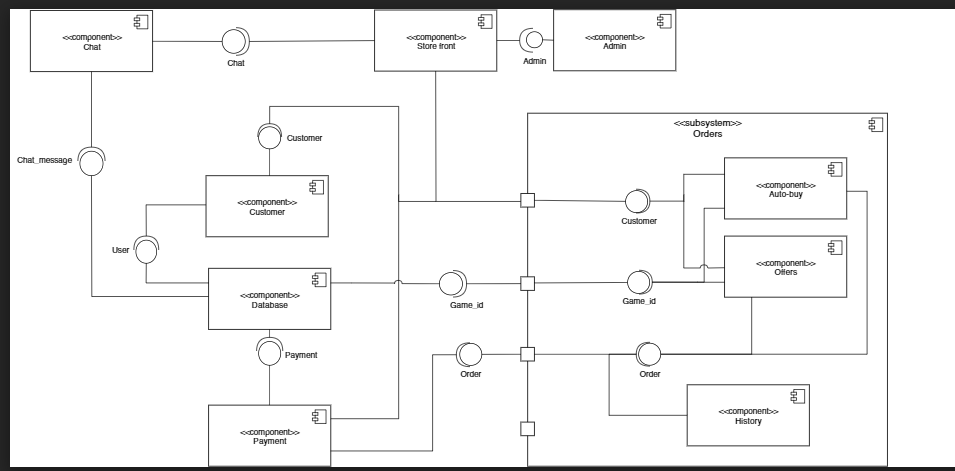 <<component>>
Chat
Chat
<<component>>
Store front
Admin
<<component>>
Admin
Chat_message
Customer
<<component>>
Customer
User
<<component>>
Database
Game_id
Payment
Order
<<component>>
Payment
<<subsystem>>
Orders
Customer
<<component>>
Auto-buy
<<component>>
Offers
Game_id
Order
<<component>>
History